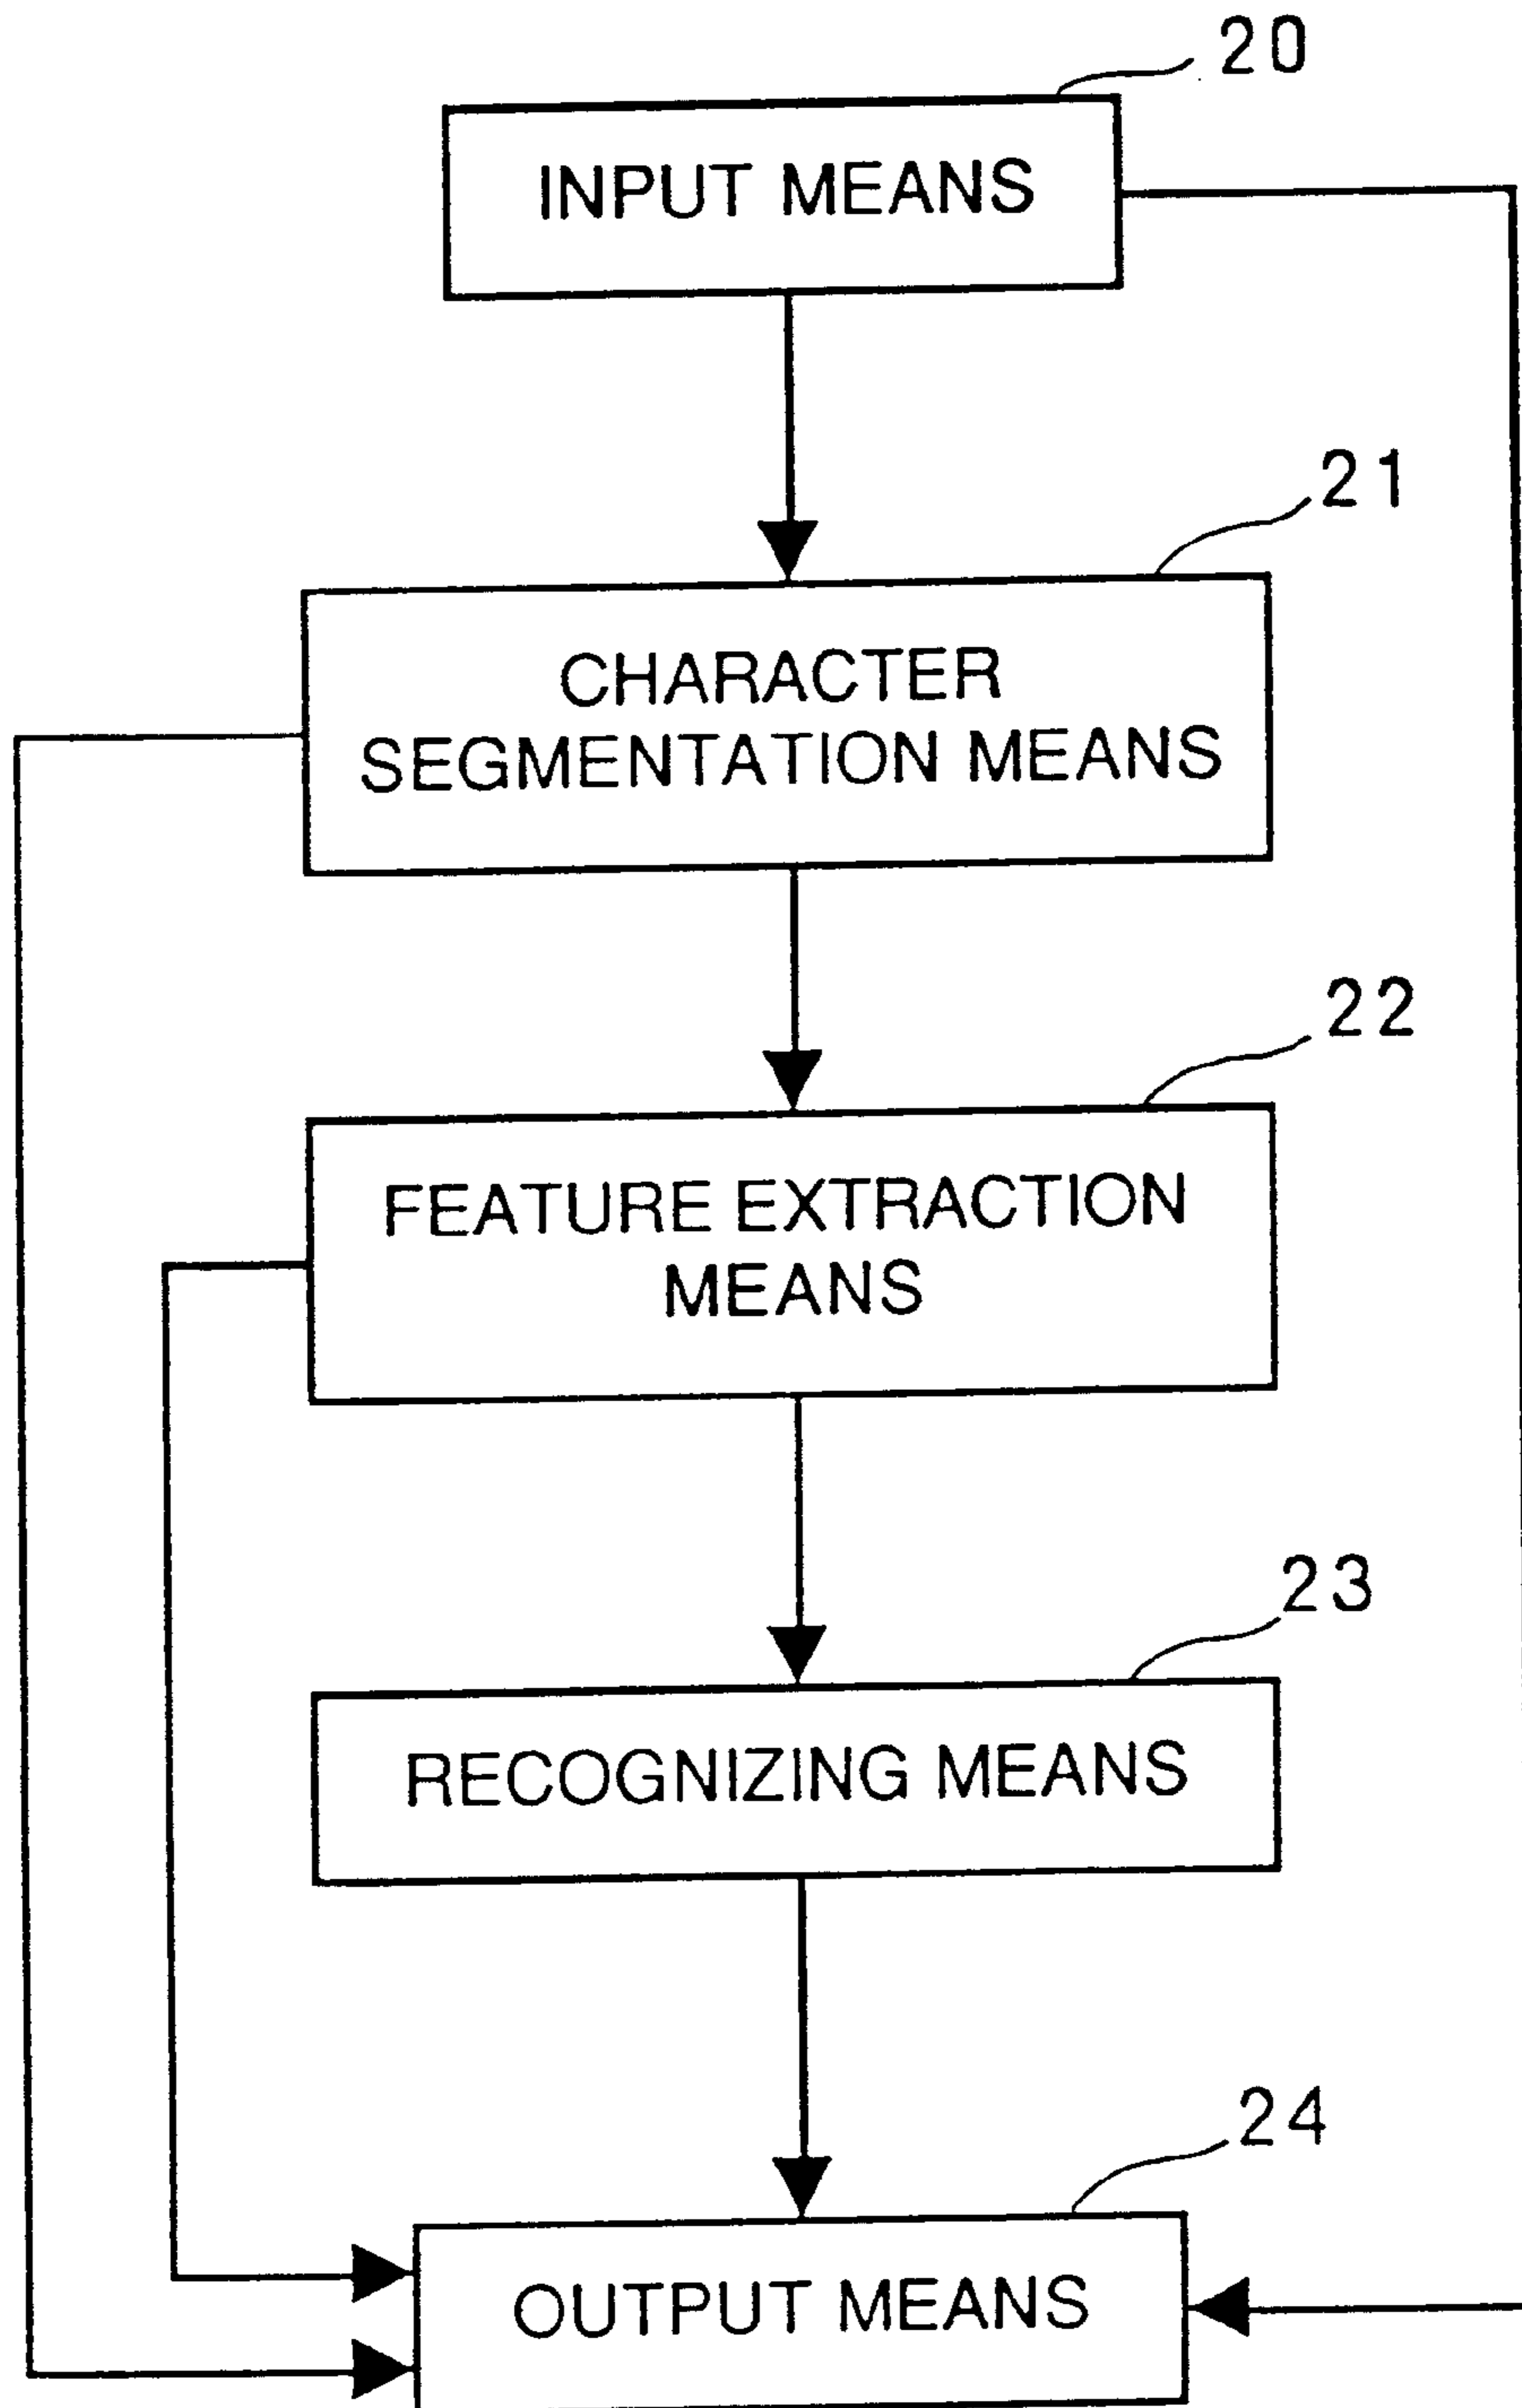 20
INPUT MEANS
21
CHARACTER
SEGMENTATION MEANS
22
FEATURE EXTRACTION
MEANS
23
RECOGNIZING MEANS
24
OUTPUT MEANS